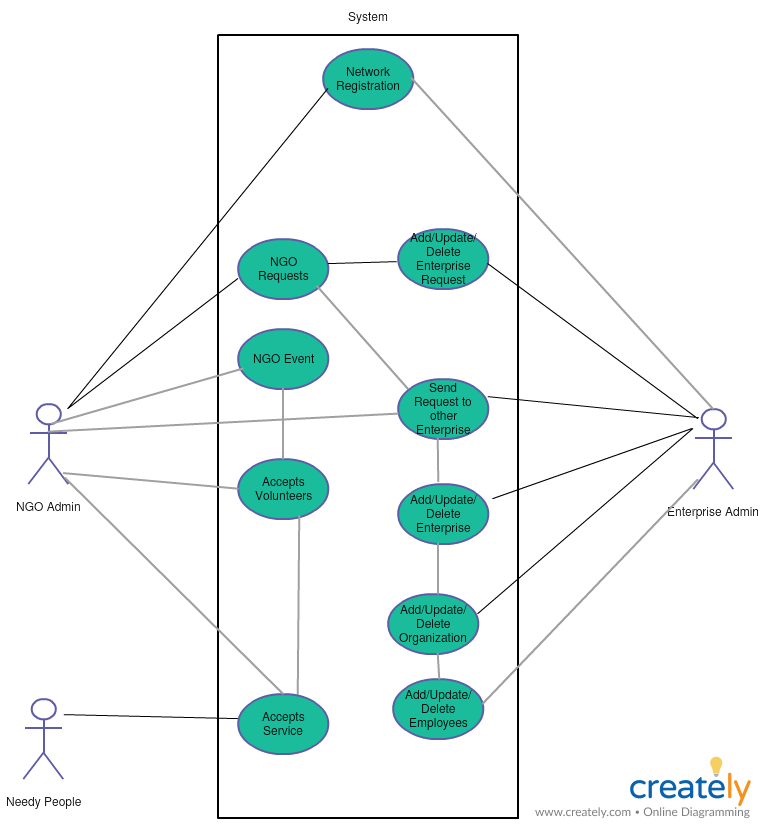 System
Network
Registration
NGO
Requests
Add/Update/
Delete
Enterprise
Request
NGO Event
Send
Request to
other
Enterprise
NGO Admin
Enterprise Admin
Accepts
Volunteers
Add/Update/
Delete
Enterprise
Add/Update/
Delete
Organization
Add/Update/
Delete
Employees
Accepts
Service
Needy People
creately
www.creately.com • Online Diagramming